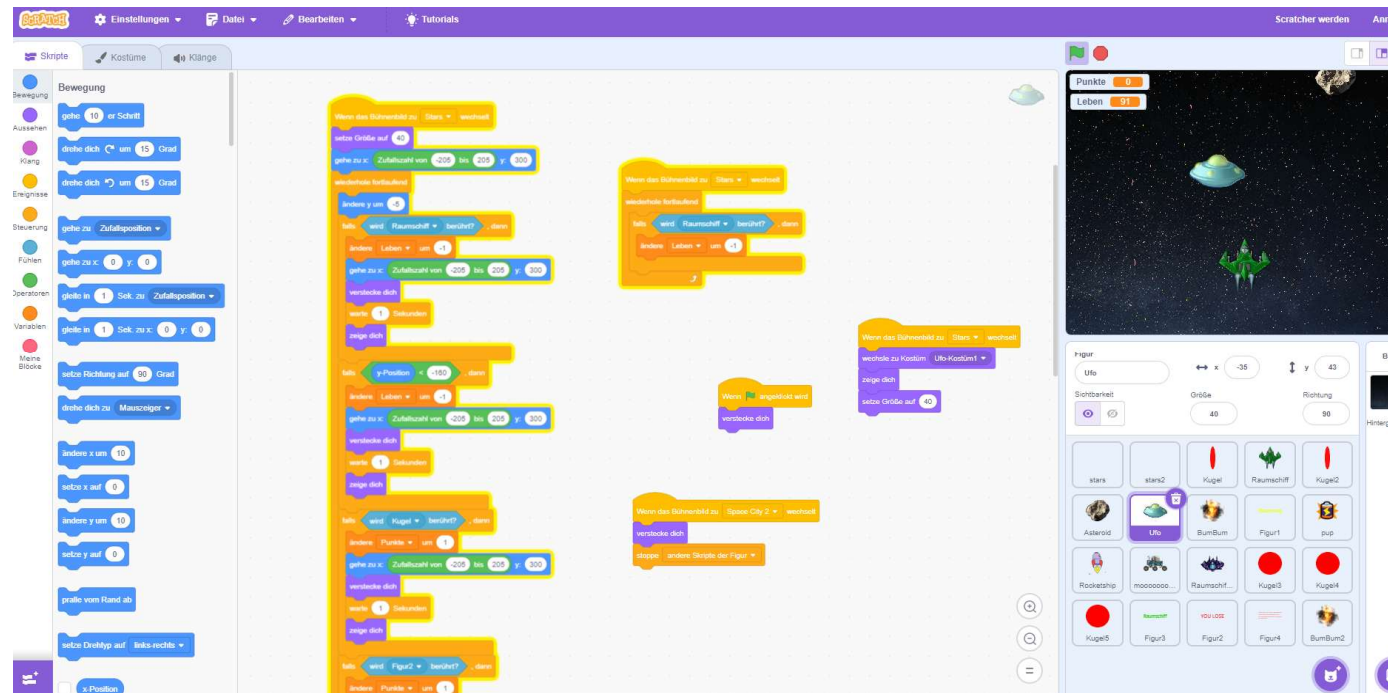 SCRATCH Einstellungen Datei Bearbeiten Tutorials Scratcher werden Anm
Skripte Kostüme Klänge
Bewegung
Aussehen
Klang
Ereignisse
Steuerung
Fühlen
Operatoren
Variablen
Meine
Blöcke
Bewegung
gehe 10 er Schritt
drehe dich um 15 Grad
drehe dich um 15 Grad
gehe zu Zufallsposition
gehe zu x: 0 y: 0
gleite in 1 Sek. zu Zufallsposition
gleite in 1 Sek. zu x: 0 y: 0
setze Richtung auf 90 Grad
drehe dich zu Mauszeiger
ändere x um 10
setze x auf 0
ändere y um 10
setze y auf 0
pralle vom Rand ab
setze Drehtyp auf links-rechts
x-Position
Wenn das Bühnenbild zu Stars wechselt
setze Größe auf 40
gehe zu x: Zufallszahl von -205 bis 205 y: 300
wiederhole fortlaufend
ändere y um -5
falls wird Raumschiff berührt? , dann
ändere Leben um -1
gehe zu x: Zufallszahl von -205 bis 205 y: 300
verstecke dich
warte 1 Sekunden
zeige dich
falls y-Position < -160 , dann
ändere Leben um -1
gehe zu x: Zufallszahl von -205 bis 205 y: 300
verstecke dich
warte 1 Sekunden
zeige dich
falls wird Kugel berührt? , dann
ändere Punkte um 1
gehe zu x: Zufallszahl von -205 bis 205 y: 300
verstecke dich
warte 1 Sekunden
zeige dich
falls wird Figur2 berührt? , dann
ändere Punkte um 1
Wenn das Bühnenbild zu Stars wechselt
wiederhole fortlaufend
falls wird Raumschiff berührt? , dann
ändere Leben um -1
Wenn angeklickt wird
verstecke dich
Wenn das Bühnenbild zu Stars wechselt
wechsle zu Kostüm Ufo-Kostüm1
zeige dich
setze Größe auf 40
Wenn das Bühnenbild zu Space City 2 wechselt
verstecke dich
stoppe andere Skripte der Figur
Punkte 0
Leben 91
Figur
Ufo x -35 y 43
Sichtbarkeit Größe Richtung
40 90
stars stars2 Kugel Raumschiff Kugel2
Asteroid Ufo BumBum Figur1 pup
Rocketship mooooooo... Raumschif... Kugel3 Kugel4
Kugel5 Figur3 Figur2 Figur4 BumBum2
YOU LOSE
B
Hinterg